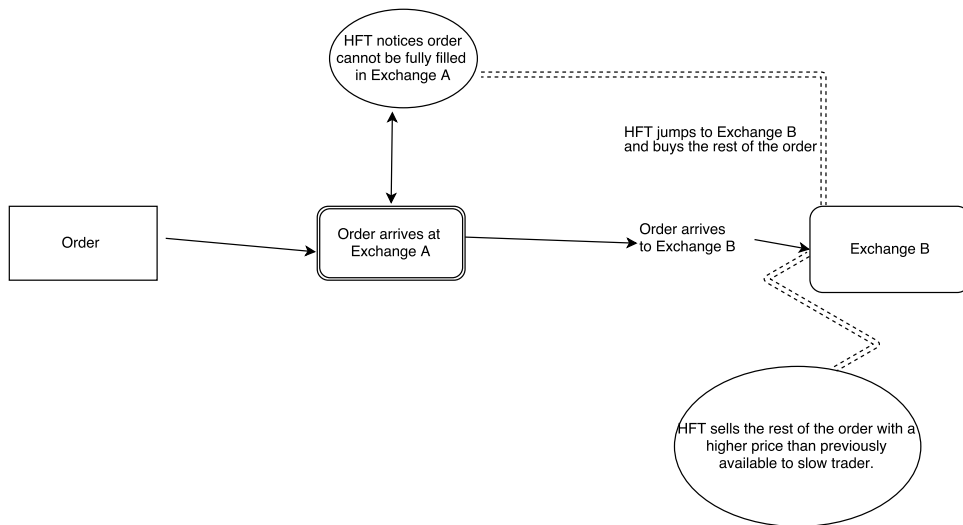 HFT notices order
cannot be fully filled
in Exchange A
HFT jumps to Exchange B
and buys the rest of the order
Order
Order arrives at
Exchange A
Order arrives
to Exchange B
Exchange B
HFT sells the rest of the order with a
higher price than previously
available to slow trader.